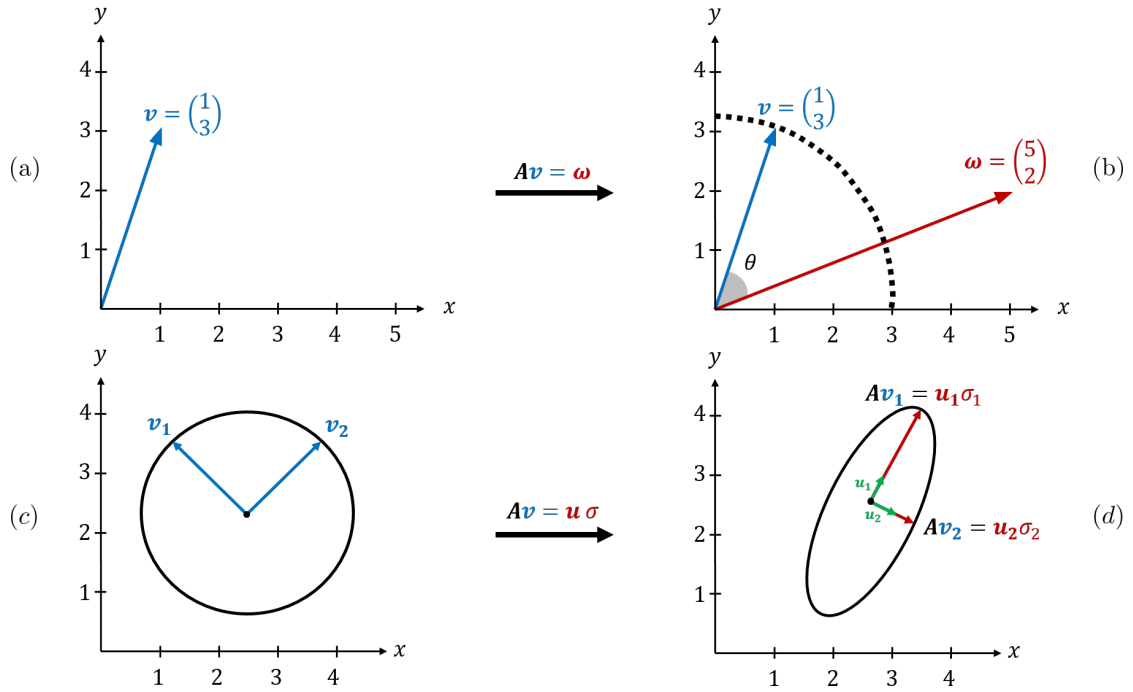 (a)
y
4
3
2
1
v = (1 3)
1 2 3 4 5
x
Av = ω
y
4
3
2
1
v = (1 3)
ω = (5 2)
θ
1 2 3 4 5
x
(b)
(c)
y
4
3
2
1
v₁
v₂
1 2 3 4
x
Av = u σ
y
4
3
2
1
Av₁ = u₁σ₁
u₁
u₂
Av₂ = u₂σ₂
1 2 3 4
x
(d)